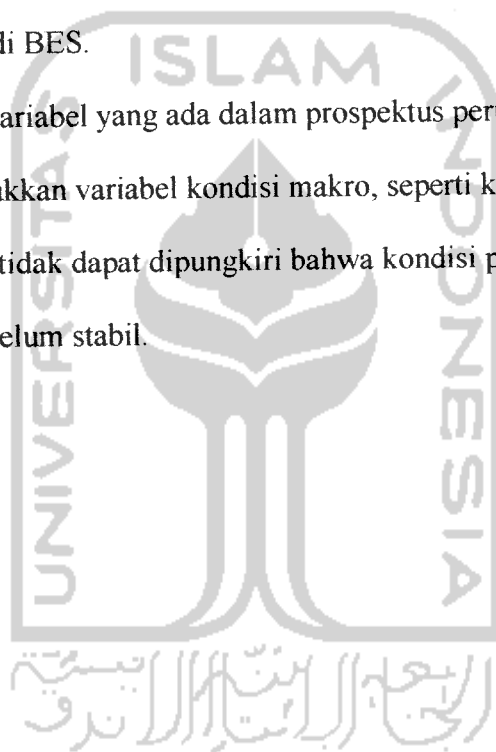 di BES.
ariabel yang ada dalam prospektus per
akkan variabel kondisi makro, seperti k
tidak dapat dipungkiri bahwa kondisi p
elum stabil.
ISLAM
UNIVERSITAS
INDONESIA